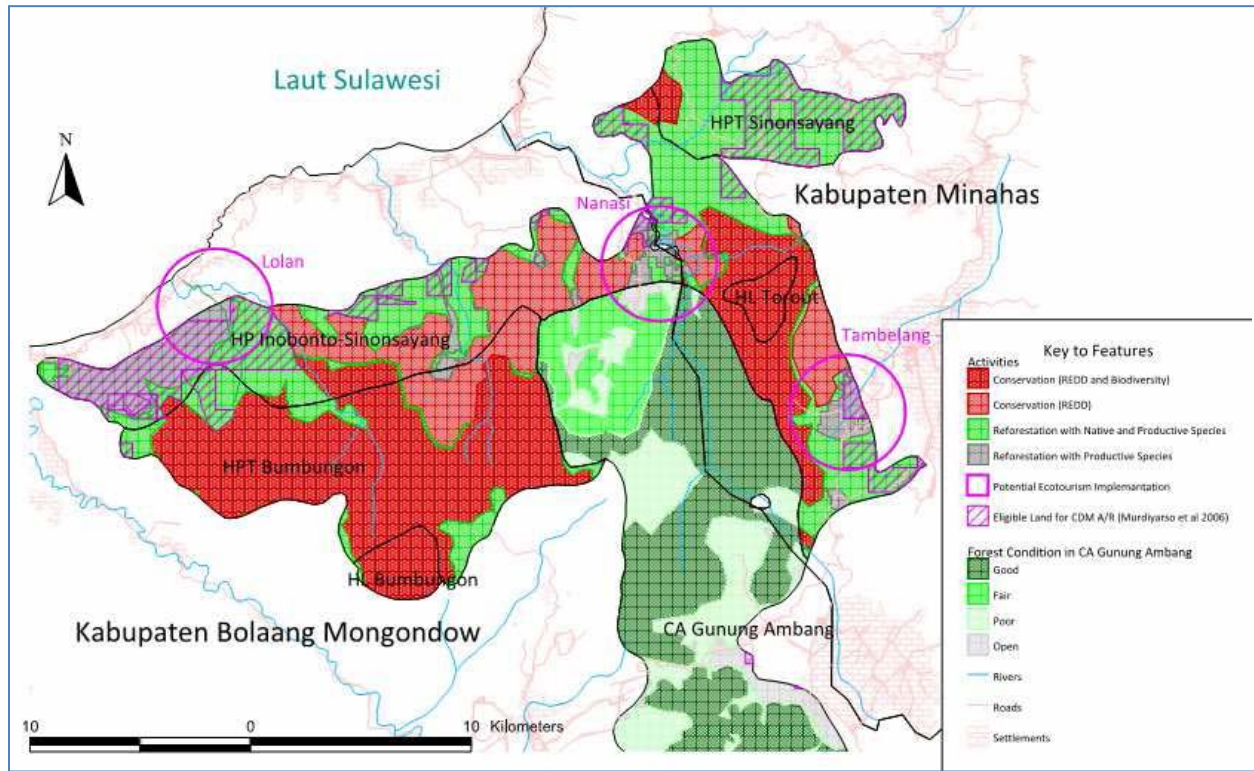 Laut Sulawesi
N
HPT Sinonsayang
Kabupaten Minahas
Nanasi
Lolan
HL Torout
HP Inobonto-Sinonsayang
Tambelang
HPT Bumbungon
HL Bumbungon
Kabupaten Bolaang Mongondow
CA Gunung Ambang
10 0 10 Kilometers
Key to Features
Activities
Conservation (REDD and Biodiversity)
Conservation (REDD)
Reforestation with Native and Productive Species
Reforestation with Productive Species
Potential Ecotourism Implemantation
Eligible Land for CDM A/R (Murdiyarso et al 2006)
Forest Condition in CA Gunung Ambang
Good
Fair
Poor
Open
Rivers
Roads
Settlements